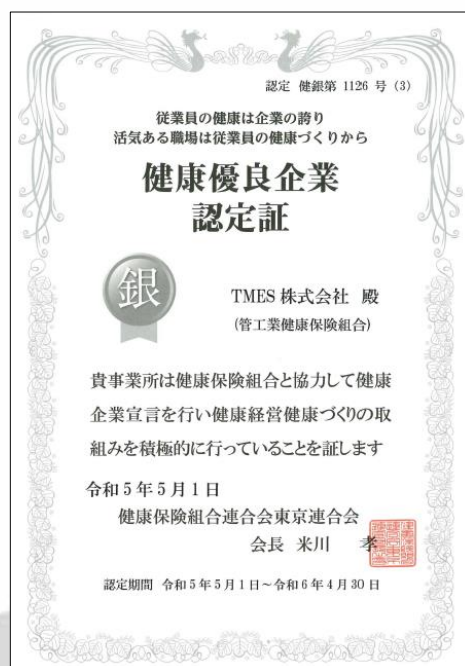 認定 健銀第 1126 号 (3)
従業員の健康は企業の誇り
活気ある職場は従業員の健康づくりから
健康優良企業
認定証
銀
TMES 株式会社 殿
(管工業健康保険組合)
貴事業所は健康保険組合と協力して健康
企業宣言を行い健康経営健康づくりの取
組みを積極的に行っていることを証します
令和5年5月1日
健康保険組合連合会東京連合会
会長 米川 孝
認定期間 令和5年5月1日～令和6年4月30日